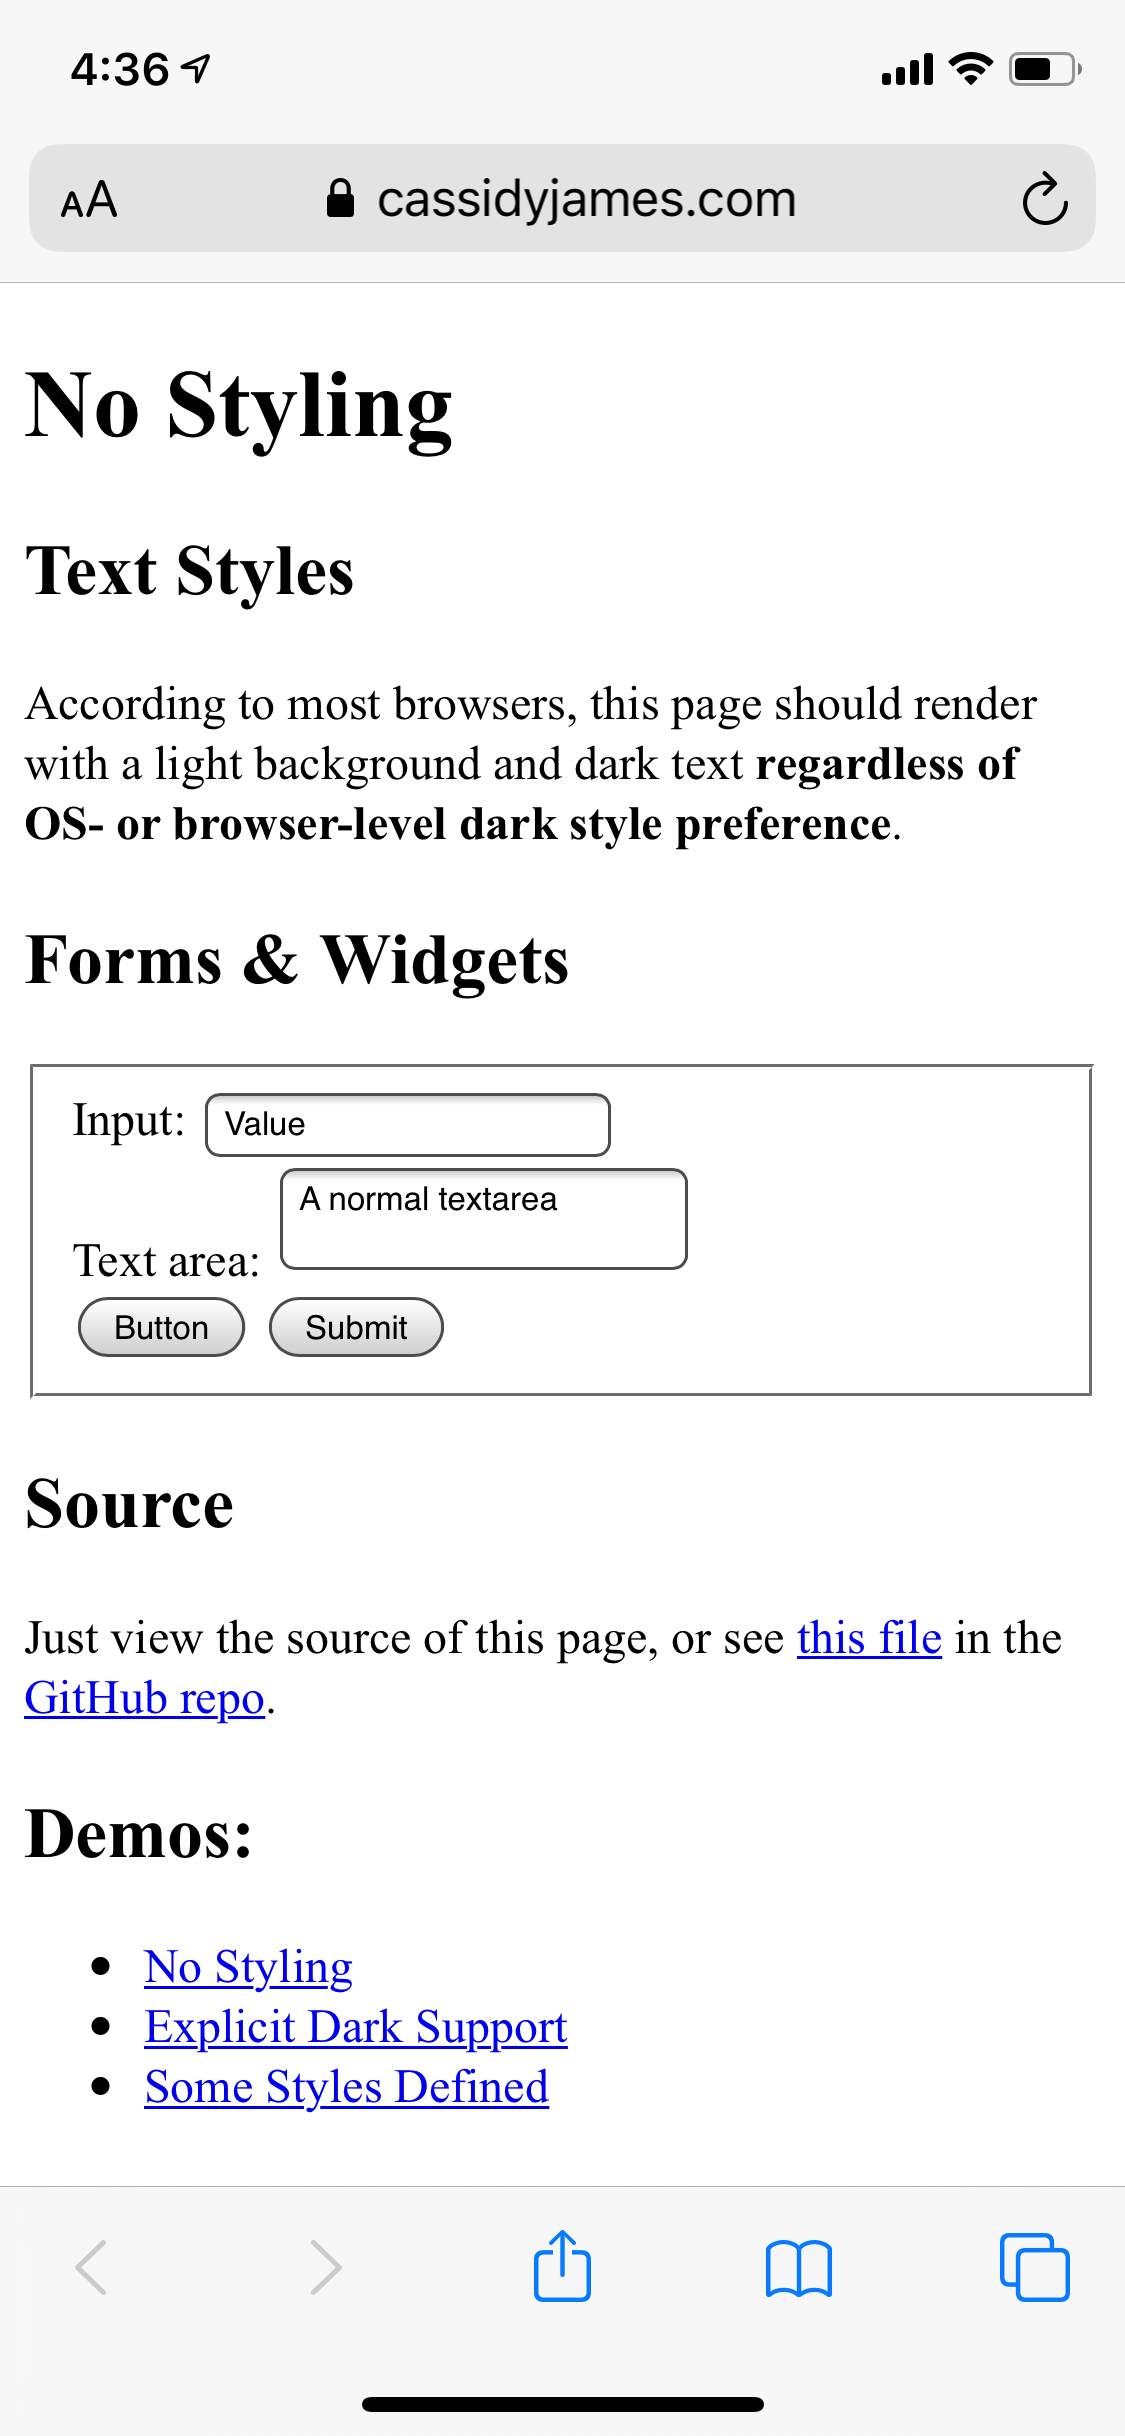 4:36
AA cassidyjames.com
No Styling
Text Styles
According to most browsers, this page should render
with a light background and dark text regardless of
OS- or browser-level dark style preference.
Forms & Widgets
Input: Value
A normal textarea
Text area:
Button Submit
Source
Just view the source of this page, or see this file in the
GitHub repo.
Demos:
• No Styling
• Explicit Dark Support
• Some Styles Defined